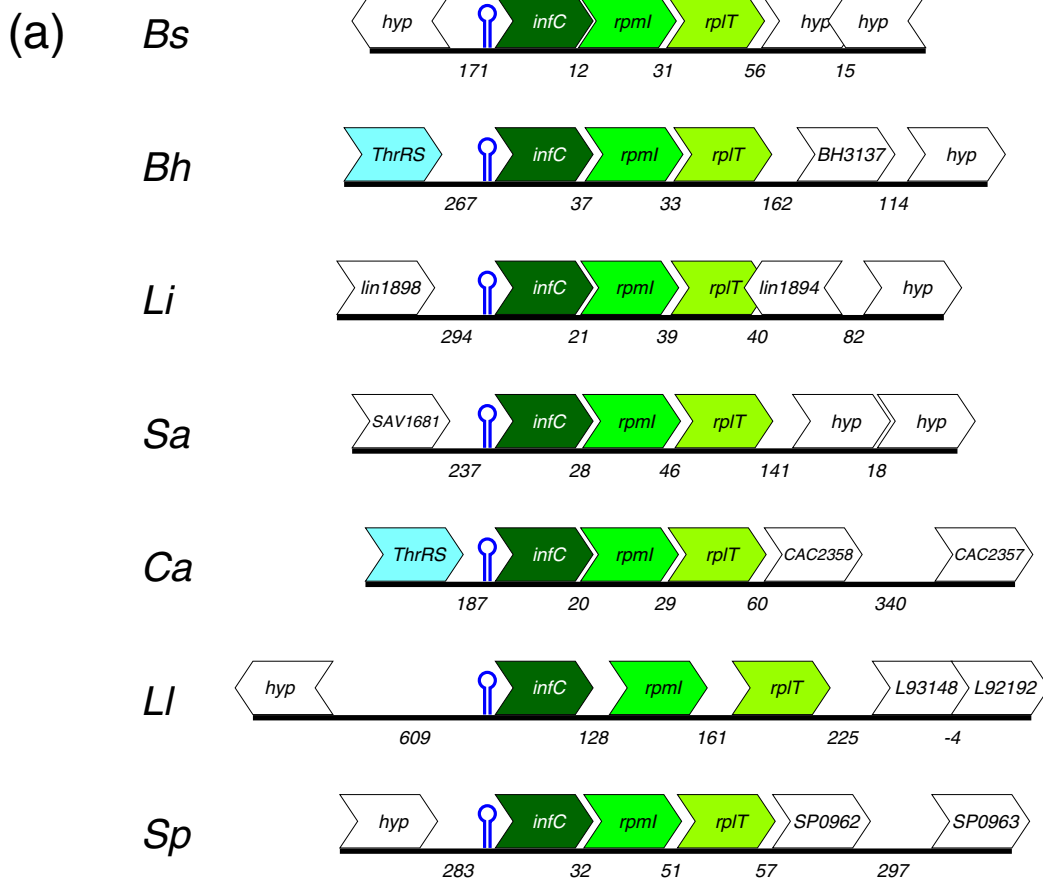 (a) Bs hyp infC rpmI rplT hyp hyp
171 12 31 56 15
Bh ThrRS infC rpmI rplT BH3137 hyp
267 37 33 162 114
Li lin1898 infC rpmI rplT lin1894 hyp
294 21 39 40 82
Sa SAV1681 infC rpmI rplT hyp hyp
237 28 46 141 18
Ca ThrRS infC rpmI rplT CAC2358 CAC2357
187 20 29 60 340
Ll hyp infC rpmI rplT L93148 L92192
609 128 161 225 -4
Sp hyp infC rpmI rplT SP0962 SP0963
283 32 51 57 297